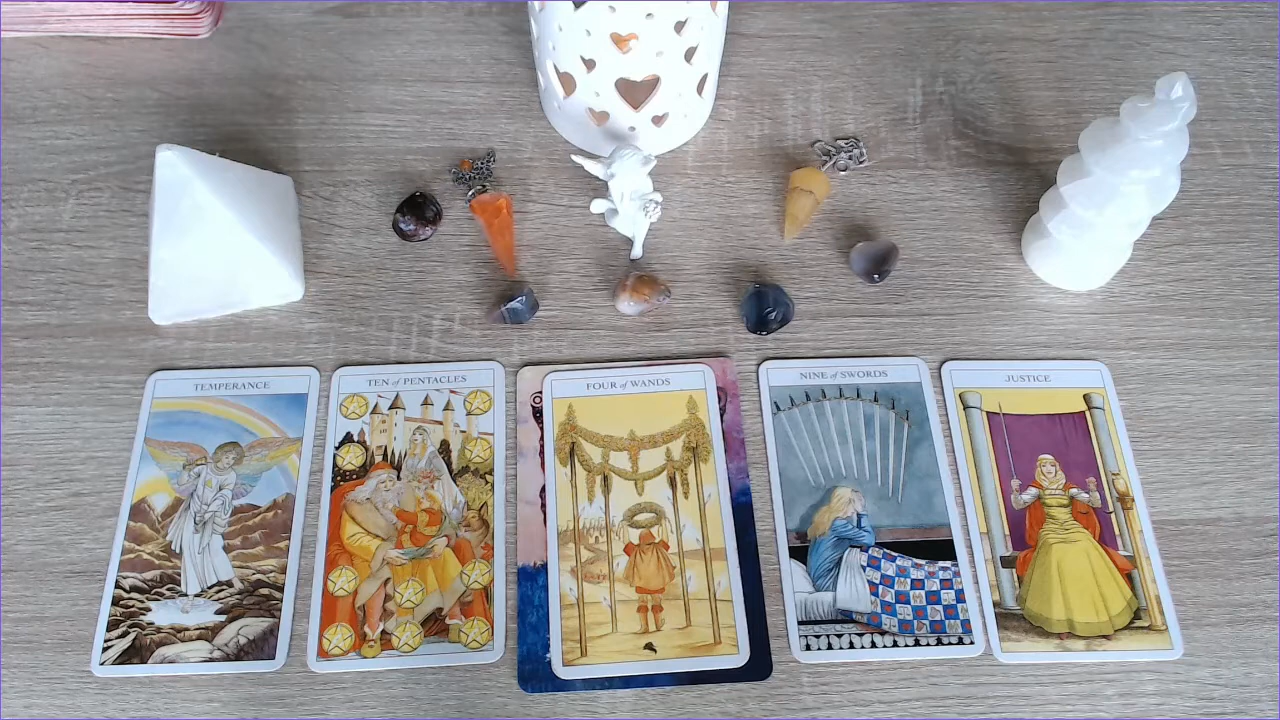 TEMPERANCE
TEN of PENTACLES
FOUR of WANDS
NINE of SWORDS
JUSTICE